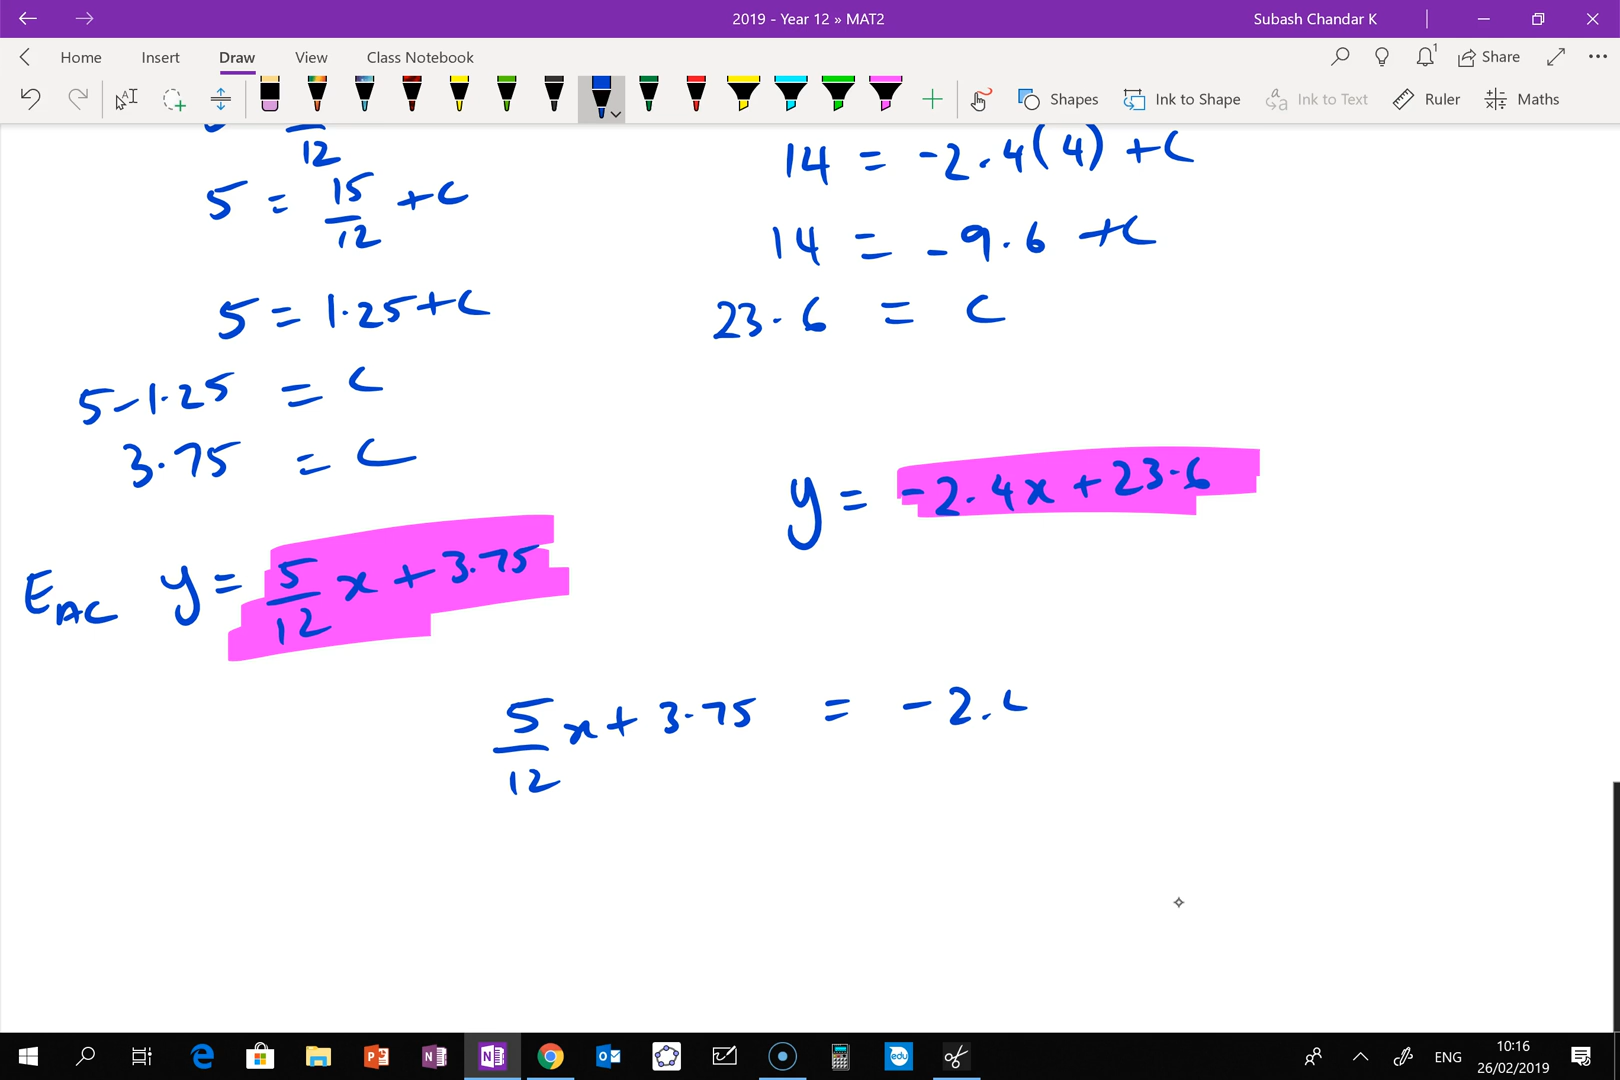 2019 - Year 12 » MAT2
Subash Chandar K
Home Insert Draw View Class Notebook
1
Share
Shapes Ink to Shape Ink to Text Ruler Maths
12
5 = 15/12 + C
5 = 1.25 + C
5 - 1.25 = C
3.75 = C
E_AC y = 5/12 x + 3.75
14 = -2.4(4) + C
14 = -9.6 + C
23.6 = C
y = -2.4x + 23.6
5/12 x + 3.75 = -2.
ENG
10:16
26/02/2019